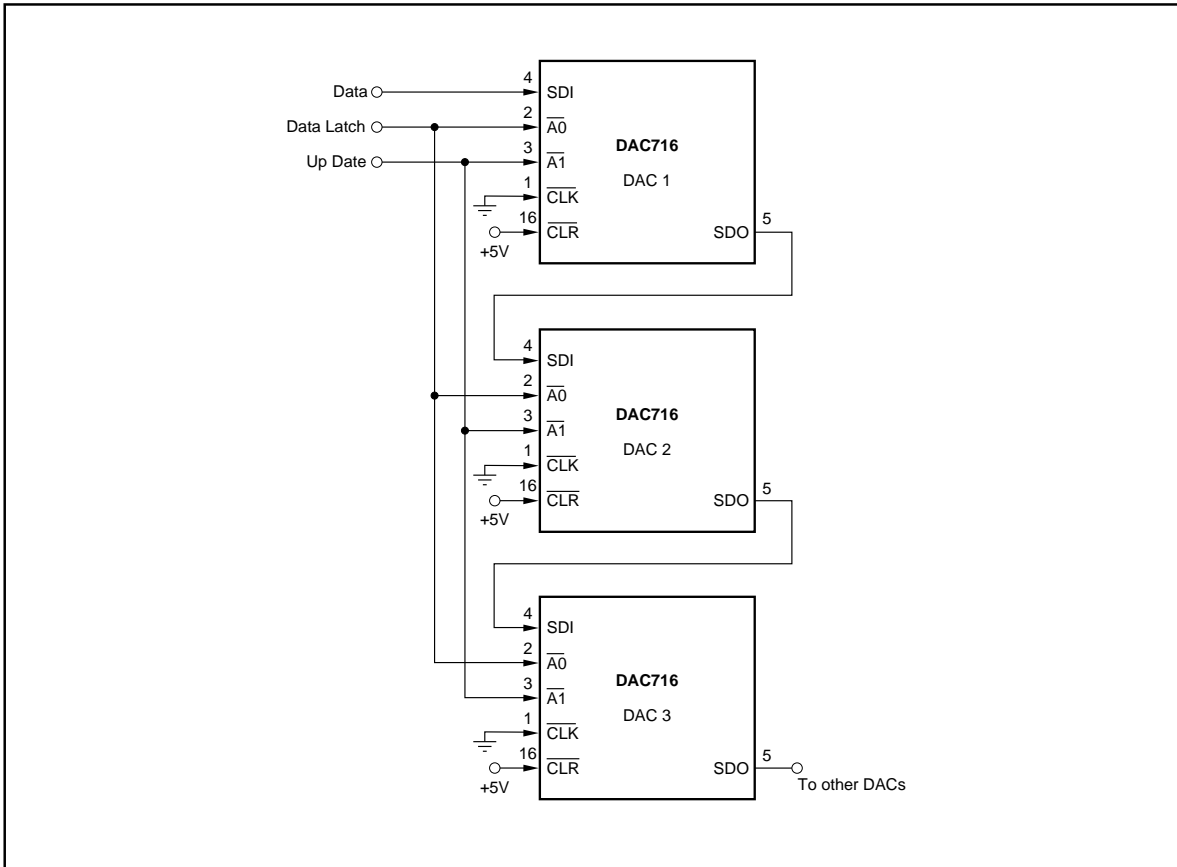 Data
Data Latch
Up Date
4
SDI
2
A0
3
A1
1
CLK
16
CLR
+5V
DAC716
DAC 1
SDO
5
4
SDI
2
A0
3
A1
1
CLK
16
CLR
+5V
DAC716
DAC 2
SDO
5
4
SDI
2
A0
3
A1
1
CLK
16
CLR
+5V
DAC716
DAC 3
SDO
5
To other DACs